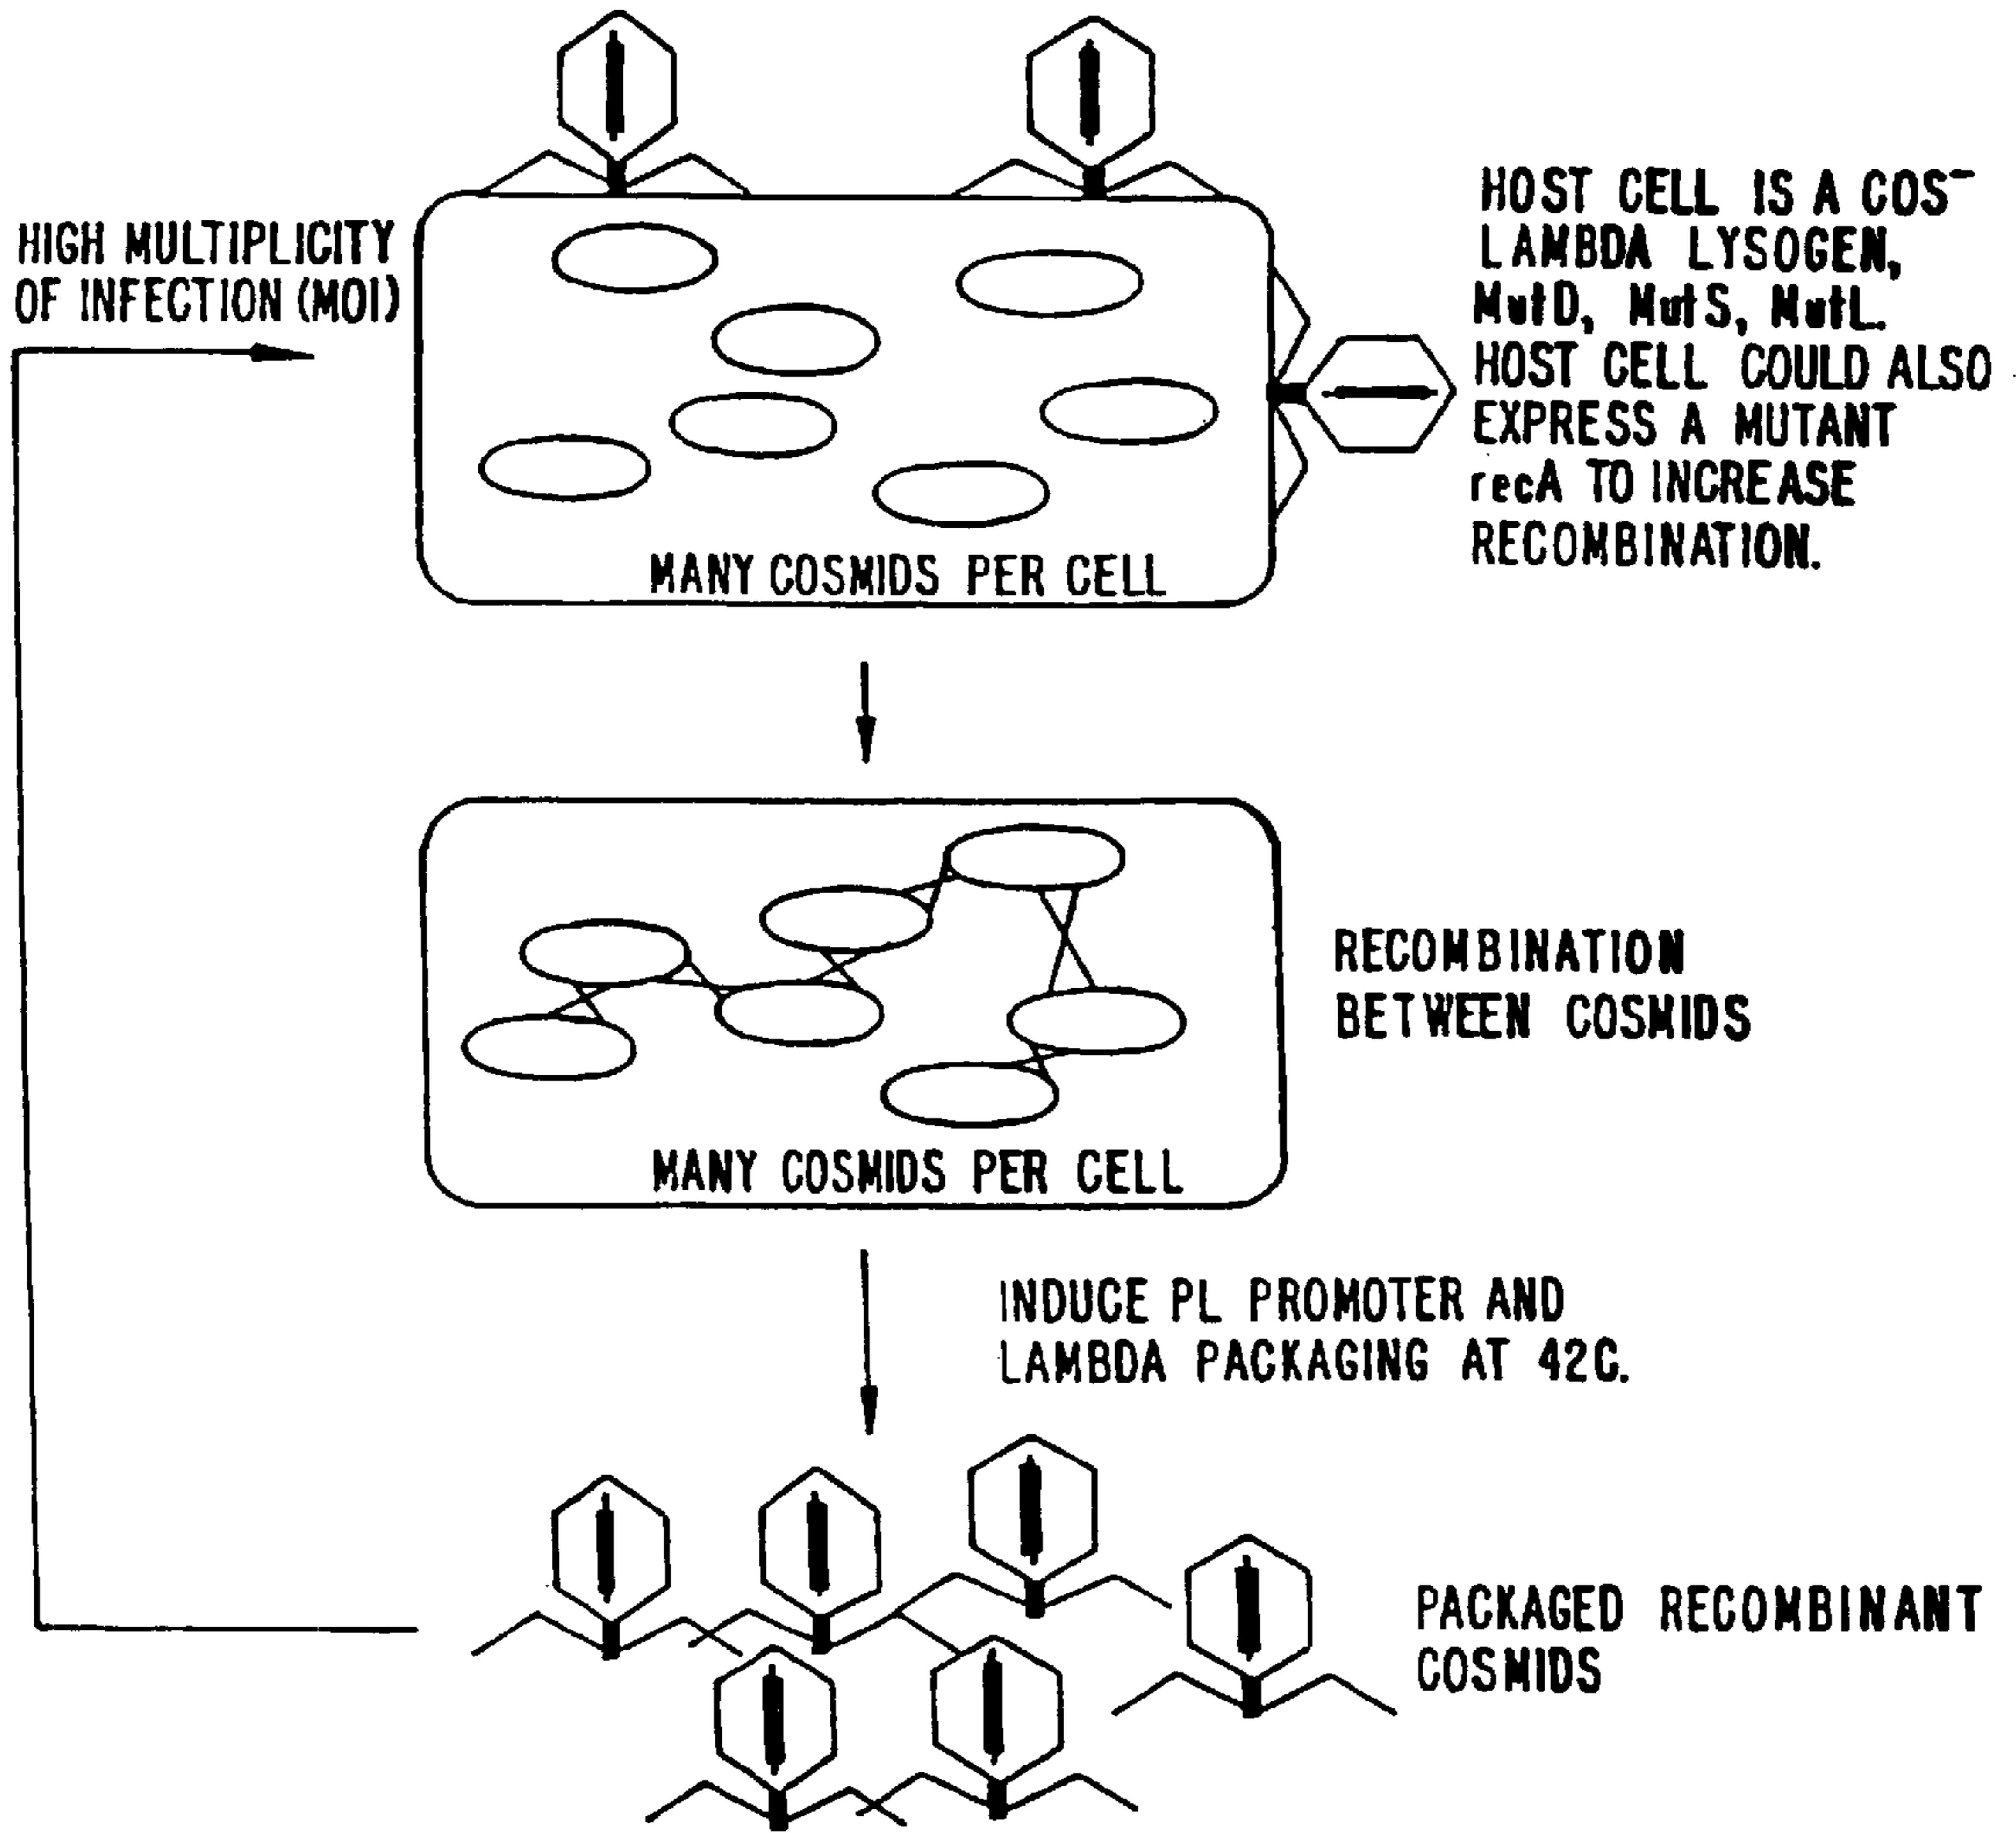 HIGH MULTIPLICITY
OF INFECTION (MOI)
HOST CELL IS A COS⁻
LAMBDA LYSOGEN,
MutD, MutS, MutL.
HOST CELL COULD ALSO
EXPRESS A MUTANT
recA TO INCREASE
RECOMBINATION.
MANY COSMIDS PER CELL
RECOMBINATION
BETWEEN COSMIDS
MANY COSMIDS PER CELL
INDUCE PL PROMOTER AND
LAMBDA PACKAGING AT 42C.
PACKAGED RECOMBINANT
COSMIDS